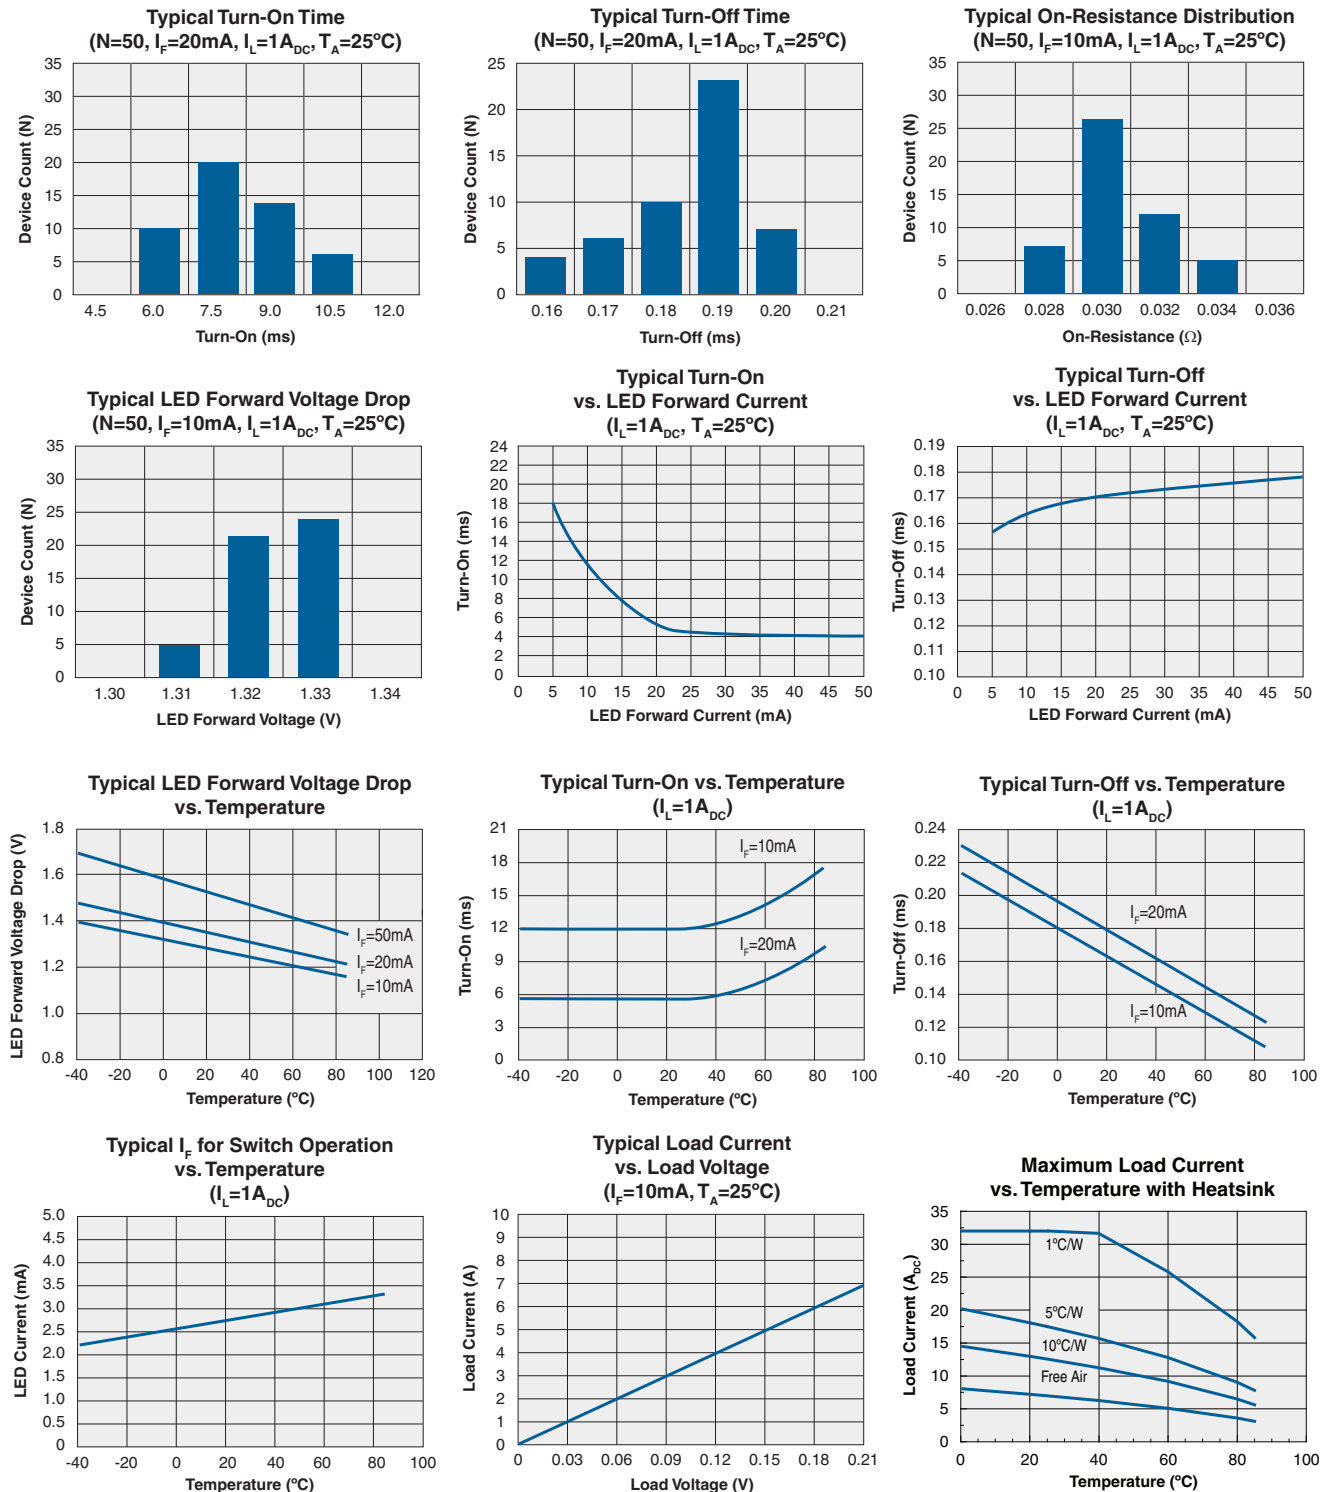 Typical Turn-On Time
(N=50, IF=20mA, IL=1ADC, TA=25ºC)
Device Count (N)
35
30
25
20
15
10
5
0
4.5 6.0 7.5 9.0 10.5 12.0
Turn-On (ms)
Typical Turn-Off Time
(N=50, IF=20mA, IL=1ADC, TA=25ºC)
Device Count (N)
25
20
15
10
5
0
0.16 0.17 0.18 0.19 0.20 0.21
Turn-Off (ms)
Typical On-Resistance Distribution
(N=50, IF=10mA, IL=1ADC, TA=25ºC)
Device Count (N)
35
30
25
20
15
10
5
0
0.026 0.028 0.030 0.032 0.034 0.036
On-Resistance (Ω)
Typical LED Forward Voltage Drop
(N=50, IF=10mA, IL=1ADC, TA=25ºC)
Device Count (N)
35
30
25
20
15
10
5
0
1.30 1.31 1.32 1.33 1.34
LED Forward Voltage (V)
Typical Turn-On
vs. LED Forward Current
(IL=1ADC, TA=25ºC)
Turn-On (ms)
24
22
20
18
16
14
12
10
8
6
4
2
0
0 5 10 15 20 25 30 35 40 45 50
LED Forward Current (mA)
Typical Turn-Off
vs. LED Forward Current
(IL=1ADC, TA=25ºC)
Turn-Off (ms)
0.19
0.18
0.17
0.16
0.15
0.14
0.13
0.12
0.11
0.10
0 5 10 15 20 25 30 35 40 45 50
LED Forward Current (mA)
Typical LED Forward Voltage Drop
vs. Temperature
LED Forward Voltage Drop (V)
1.8
1.6
1.4
1.2
1.0
0.8
IF=50mA
IF=20mA
IF=10mA
-40 -20 0 20 40 60 80 100 120
Temperature (ºC)
Typical Turn-On vs. Temperature
(IL=1ADC)
Turn-On (ms)
21
18
15
12
9
6
3
0
IF=10mA
IF=20mA
-40 -20 0 20 40 60 80 100
Temperature (ºC)
Typical Turn-Off vs. Temperature
(IL=1ADC)
Turn-Off (ms)
0.24
0.22
0.20
0.18
0.16
0.14
0.12
0.10
IF=20mA
IF=10mA
-40 -20 0 20 40 60 80 100
Temperature (ºC)
Typical IF for Switch Operation
vs. Temperature
(IL=1ADC)
LED Current (mA)
5.0
4.5
4.0
3.5
3.0
2.5
2.0
1.5
1.0
0.5
0
-40 -20 0 20 40 60 80 100
Temperature (ºC)
Typical Load Current
vs. Load Voltage
(IF=10mA, TA=25ºC)
Load Current (A)
10
9
8
7
6
5
4
3
2
1
0
0 0.03 0.06 0.09 0.12 0.15 0.18 0.21
Load Voltage (V)
Maximum Load Current
vs. Temperature with Heatsink
Load Current (ADC)
35
30
25
20
15
10
5
0
1ºC/W
5ºC/W
10ºC/W
Free Air
0 20 40 60 80 100
Temperature (ºC)